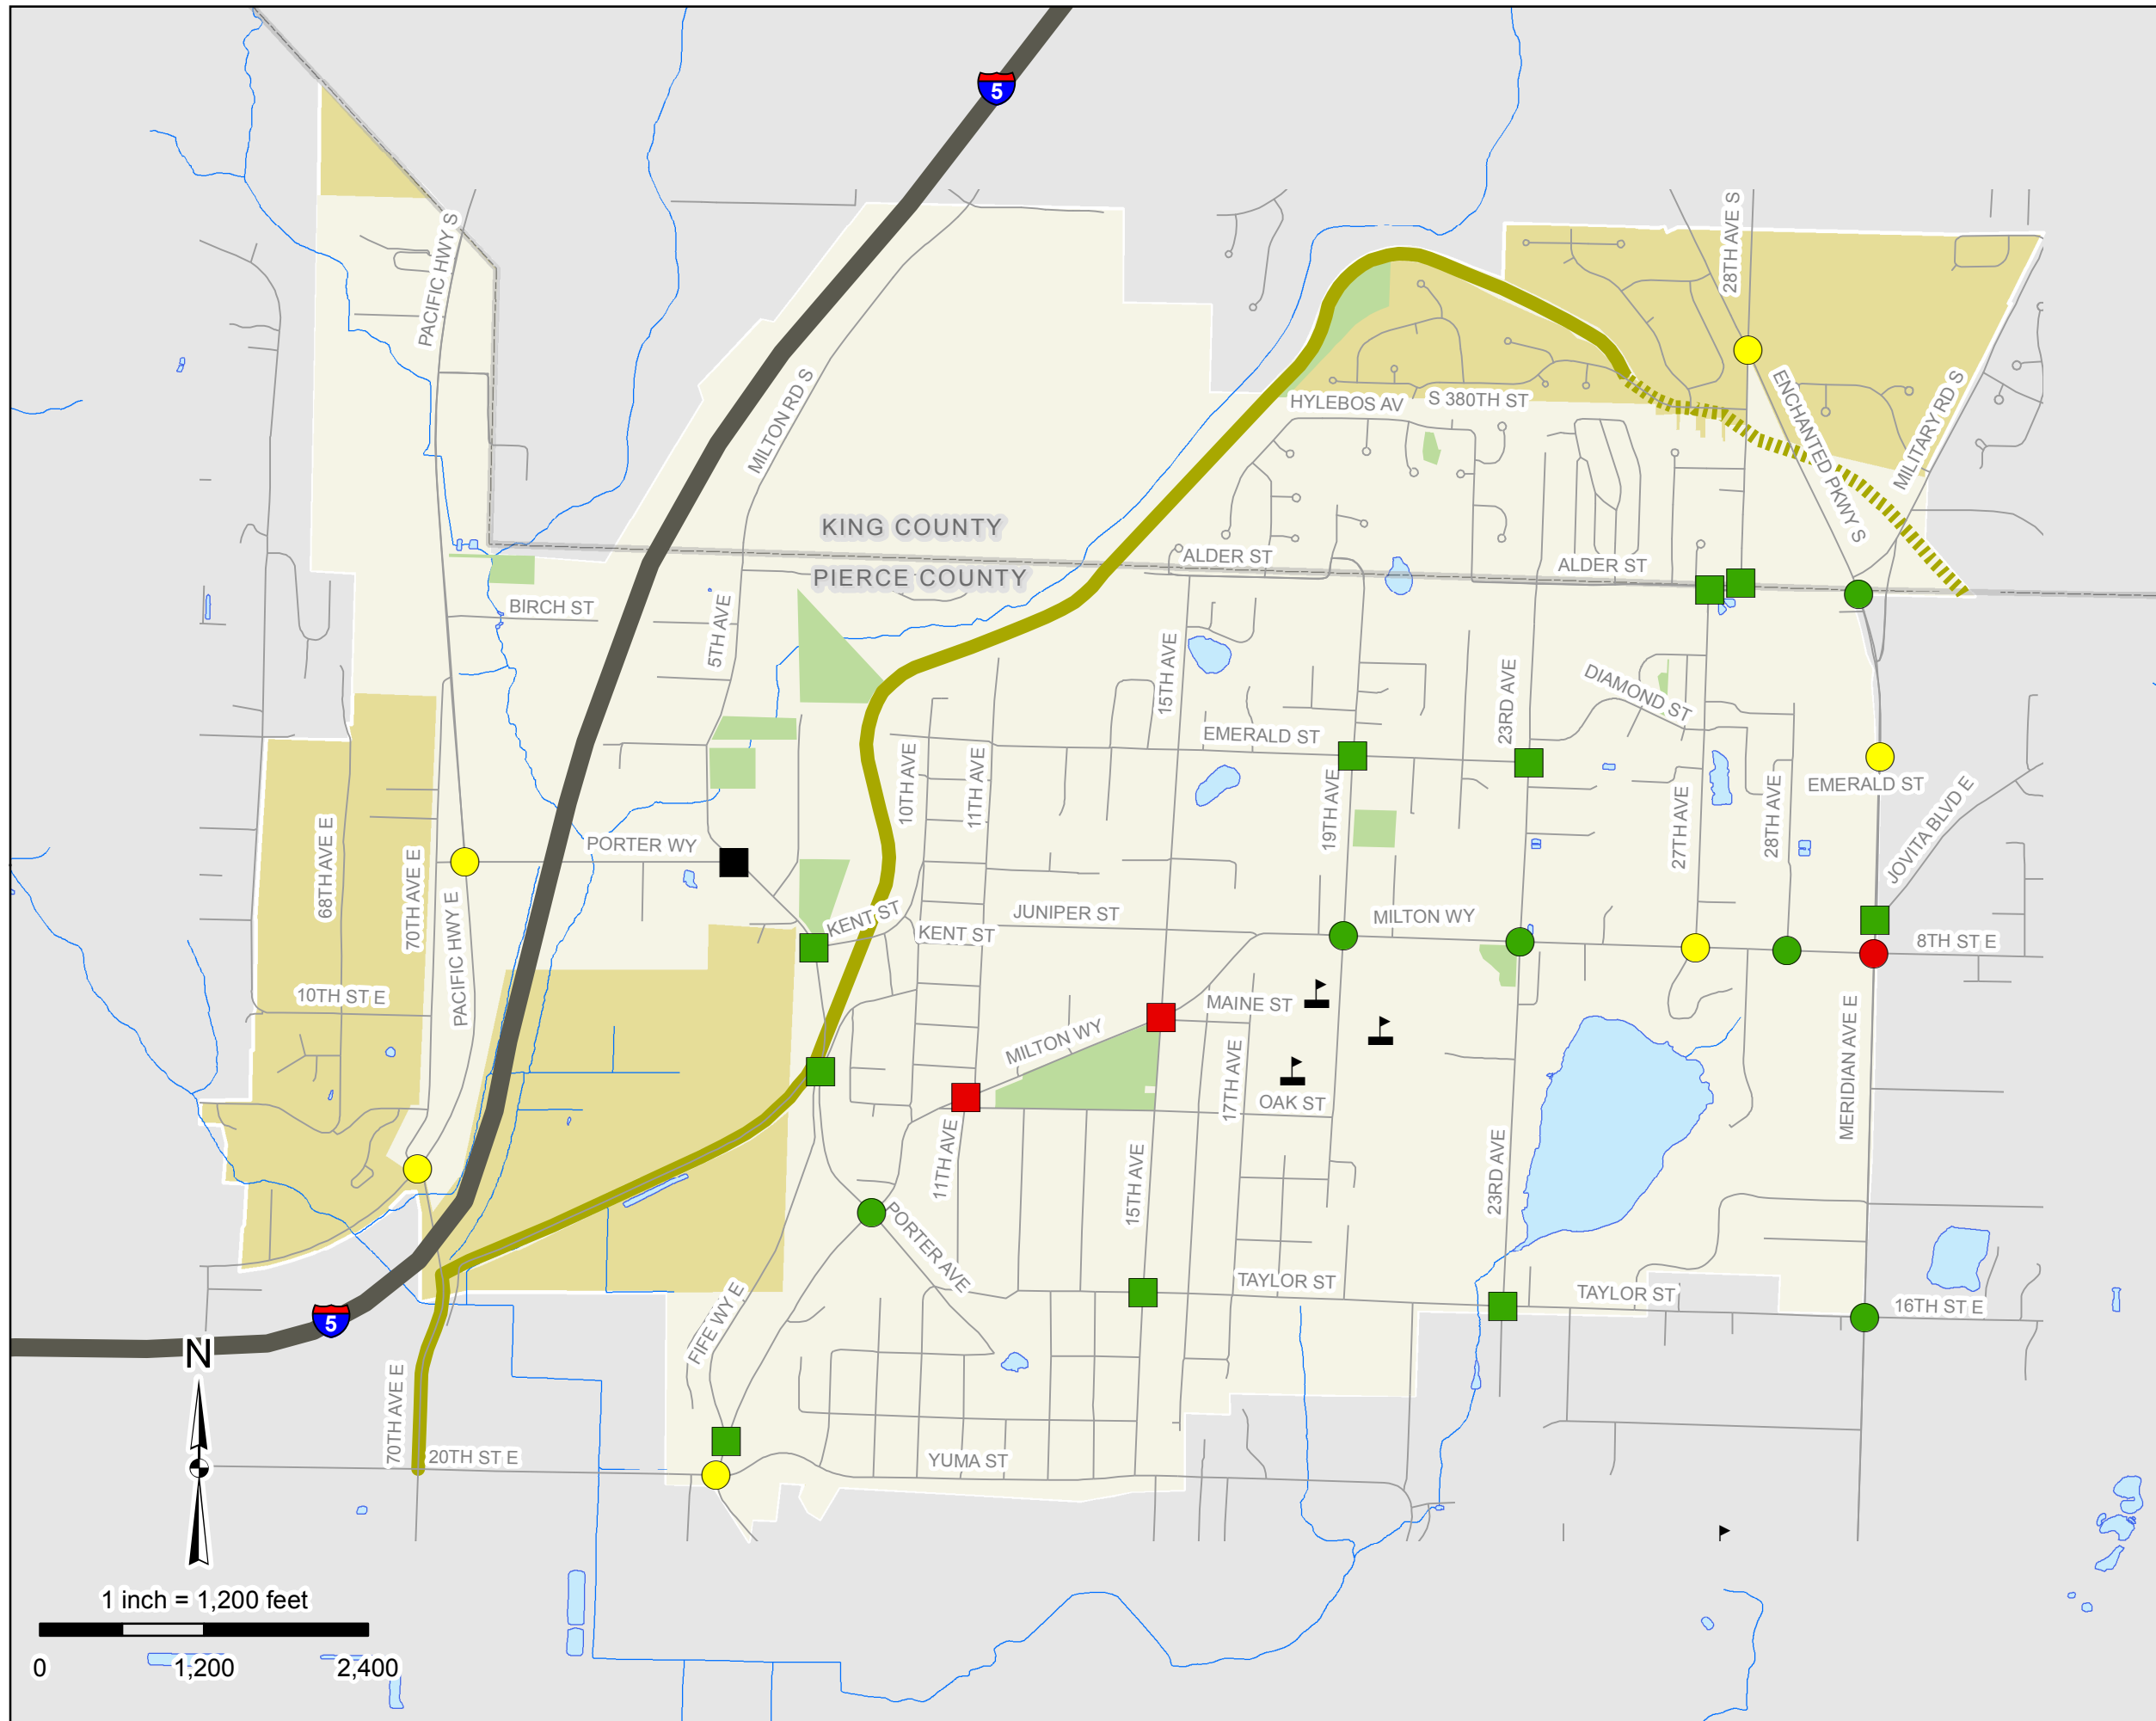 5
28TH AVE S
PACIFIC HWY S
MILTON RD S
HYLEBOS AV
S 380TH ST
ENCHANTED PKWY S
MILITARY RD S
KING COUNTY
PIERCE COUNTY
ALDER ST
ALDER ST
BIRCH ST
5TH AVE
15TH AVE
23RD AVE
DIAMOND ST
EMERALD ST
10TH AVE
11TH AVE
19TH AVE
27TH AVE
28TH AVE
EMERALD ST
JOVITA BLVD E
68TH AVE E
70TH AVE E
PORTER WY
PACIFIC HWY E
KENT ST
KENT ST
JUNIPER ST
MILTON WY
8TH ST E
10TH ST E
MAINE ST
MILTON WY
17TH AVE
OAK ST
MERIDIAN AVE E
11TH AVE
15TH AVE
23RD AVE
PORTER AVE
TAYLOR ST
TAYLOR ST
16TH ST E
FIFE WY E
5
N
70TH AVE E
20TH ST E
YUMA ST
1 inch = 1,200 feet
0 1,200 2,400